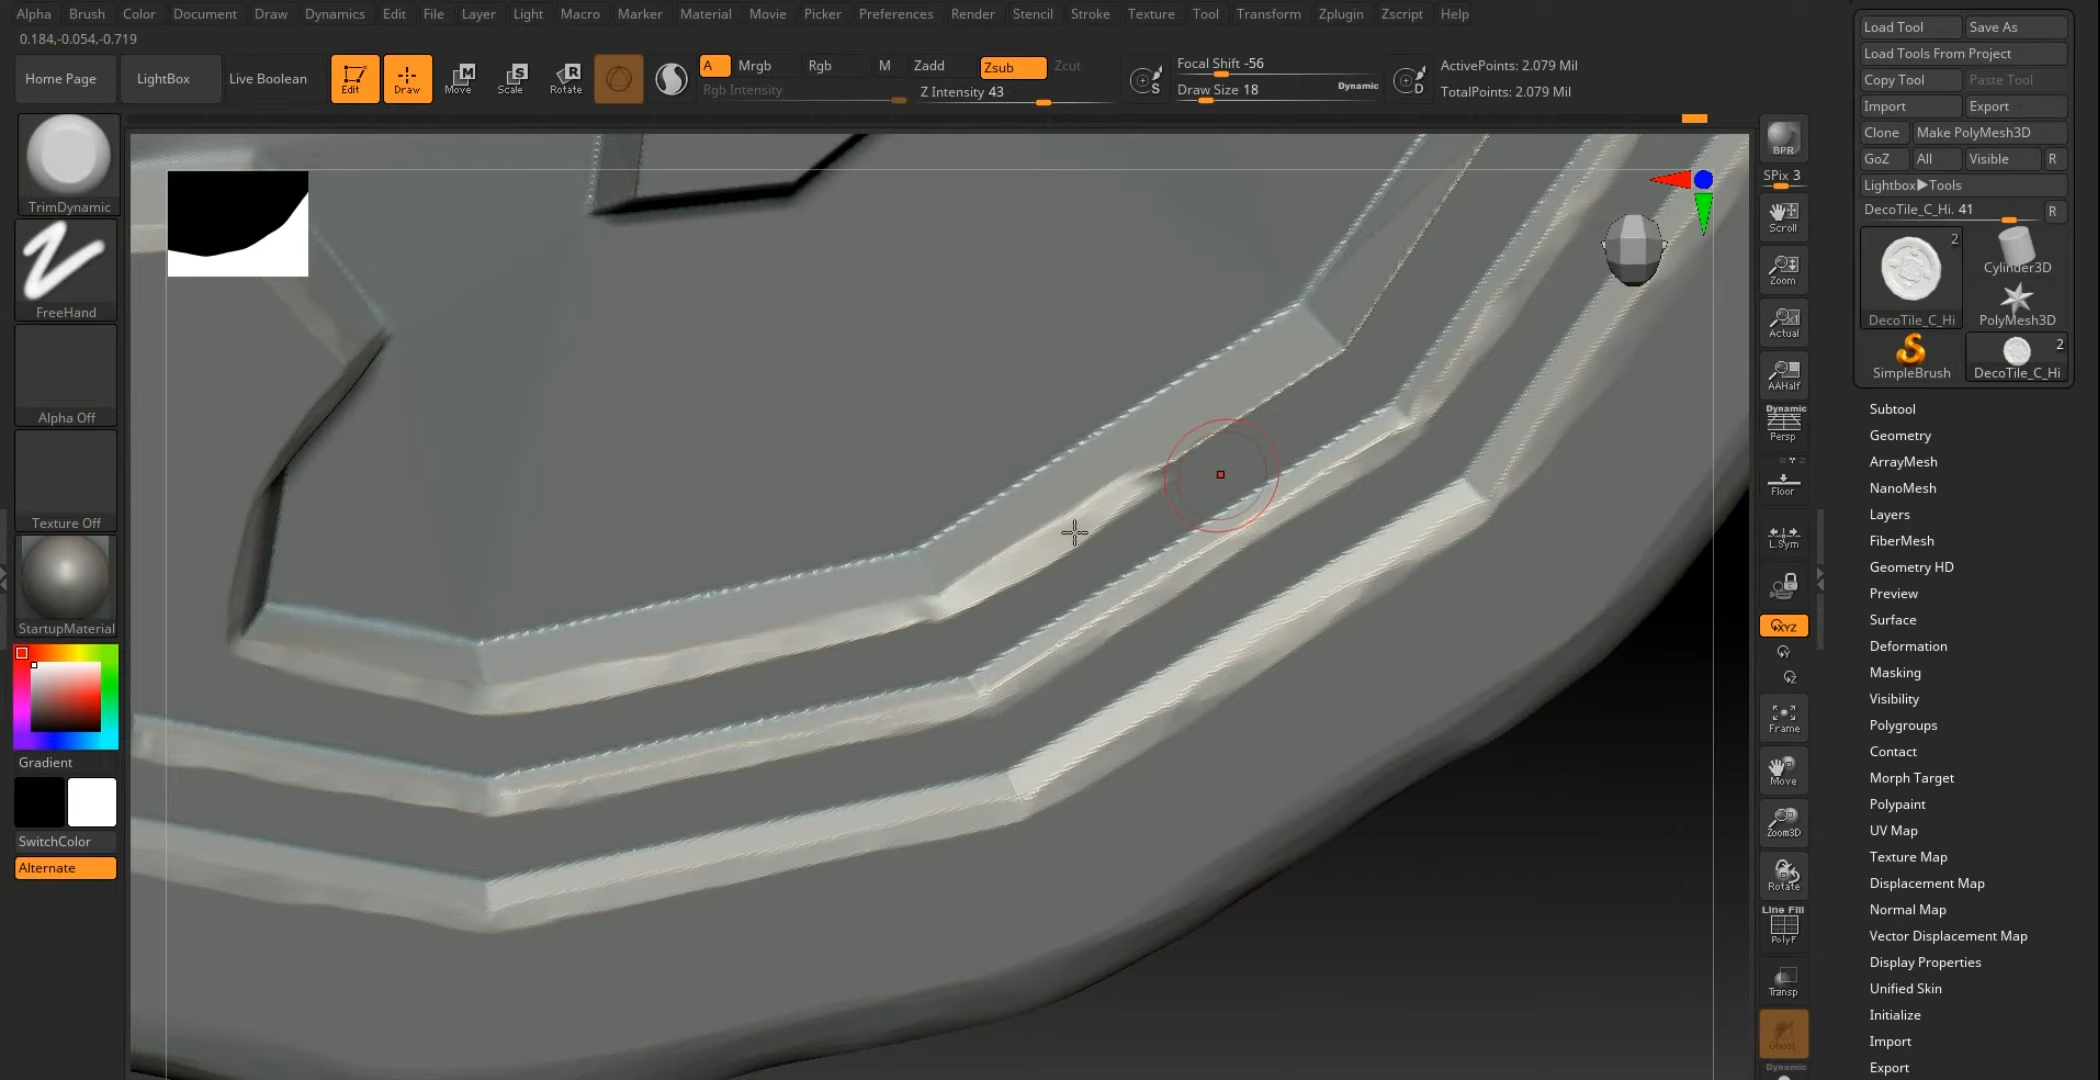 Alpha Brush Color Document Draw Dynamics Edit File Layer Light Macro Marker Material Movie Picker Preferences Render Stencil Stroke Texture Tool Transform Zplugin Zscript Help
0.184,-0.054,-0.719
Home Page LightBox Live Boolean Edit Draw Move Scale Rotate
A Mrgb Rgb M Zadd Zsub Zcut
Rgb Intensity Z Intensity 43
S Focal Shift -56
Draw Size 18 Dynamic D
ActivePoints: 2.079 Mil
TotalPoints: 2.079 Mil
TrimDynamic
FreeHand
Alpha Off
Texture Off
StartupMaterial
Gradient
SwitchColor
Alternate
BPR
SPix 3
Scroll
Zoom
Actual
AAHalf
Dynamic
Persp
Floor
L.Sym
XYZ
Y
Z
Frame
Move
Zoom3D
Rotate
Line Fill
PolyF
Transp
Ghost
Dynamic
Load Tool Save As
Load Tools From Project
Copy Tool Paste Tool
Import Export
Clone Make PolyMesh3D
GoZ All Visible R
Lightbox▶Tools
DecoTile_C_Hi. 41 R
2
Cylinder3D
DecoTile_C_Hi PolyMesh3D
2
SimpleBrush DecoTile_C_Hi
Subtool
Geometry
ArrayMesh
NanoMesh
Layers
FiberMesh
Geometry HD
Preview
Surface
Deformation
Masking
Visibility
Polygroups
Contact
Morph Target
Polypaint
UV Map
Texture Map
Displacement Map
Normal Map
Vector Displacement Map
Display Properties
Unified Skin
Initialize
Import
Export